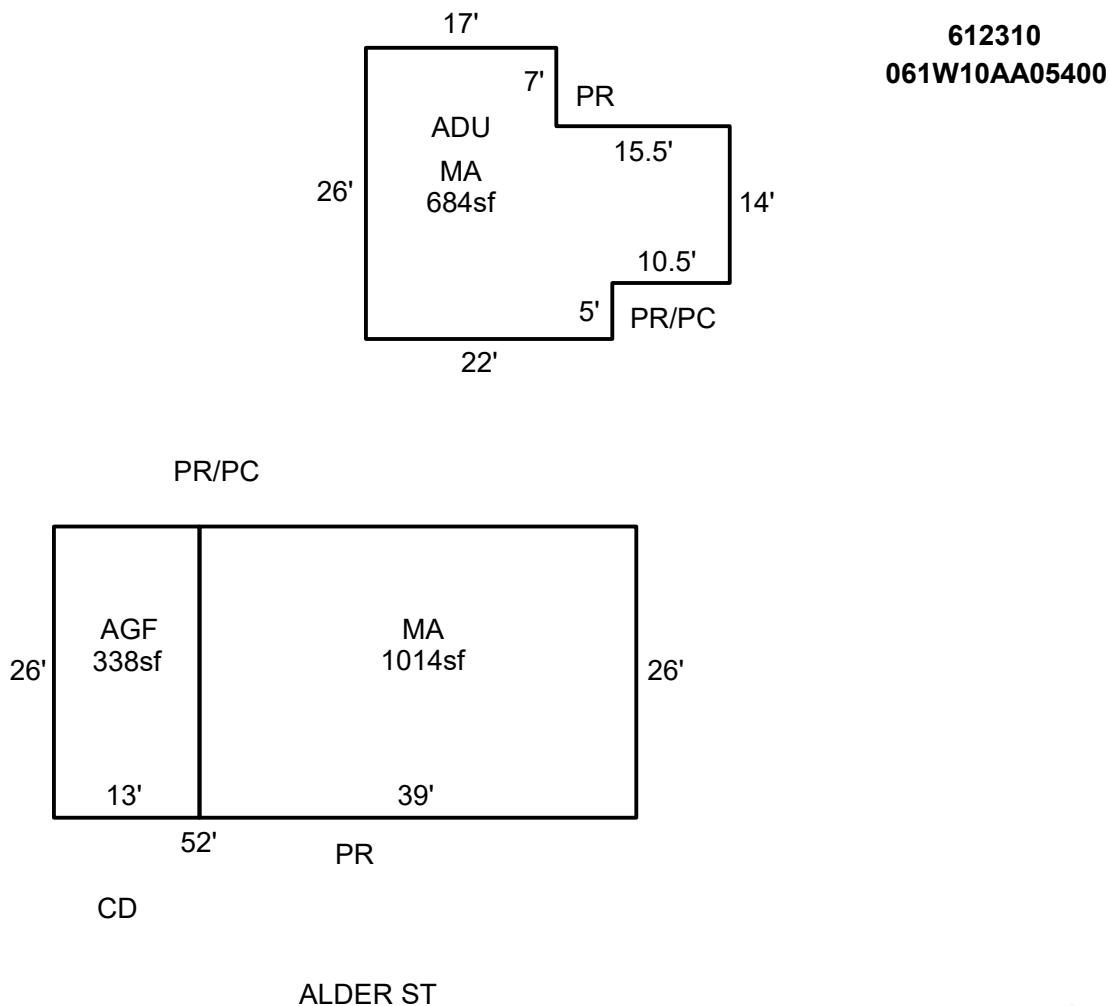 612310
061W10AA05400
17'
7'
PR
ADU
MA
684sf
15.5'
26'
14'
10.5'
5'
PR/PC
22'
PR/PC
AGF
338sf
MA
1014sf
26'
26'
13'
39'
52'
PR
CD
ALDER ST